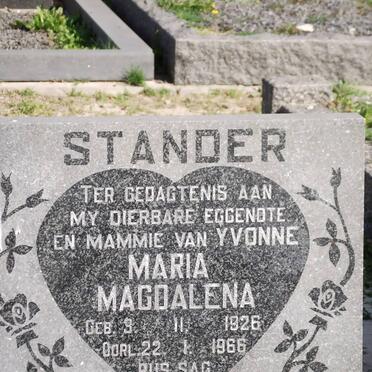 STANDER
TER GEDAGTENIS AAN
MY DIERBARE EGGENOTE
EN MAMMIE VAN YVONNE
MARIA
MAGDALENA
GEB. 3. 11. 1926
OORL. 22. 1. 1966
RUS SAG